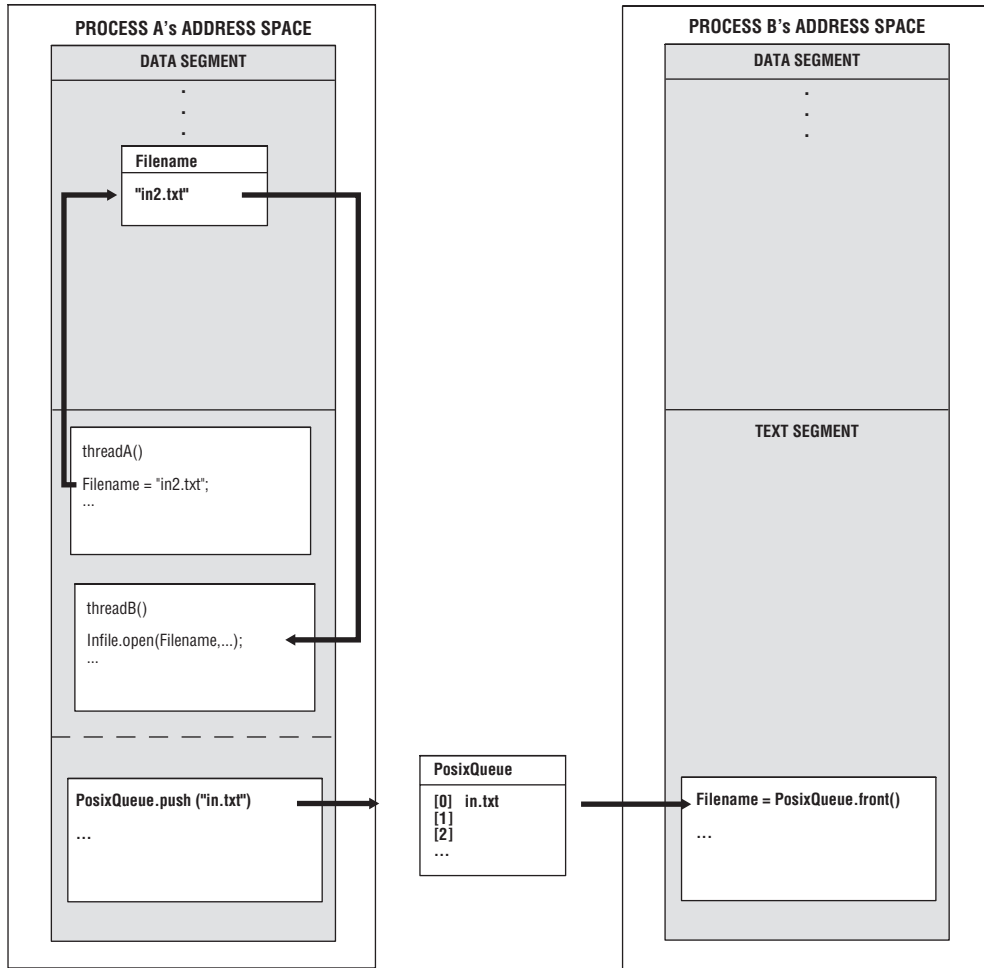 PROCESS A's ADDRESS SPACE
DATA SEGMENT
.
.
.
Filename
"in2.txt"
threadA()
Filename = "in2.txt";
...
threadB()
Infile.open(Filename,...);
...
PosixQueue.push ("in.txt")
...
PosixQueue
[0] in.txt
[1]
[2]
...
PROCESS B's ADDRESS SPACE
DATA SEGMENT
.
.
.
TEXT SEGMENT
Filename = PosixQueue.front()
...